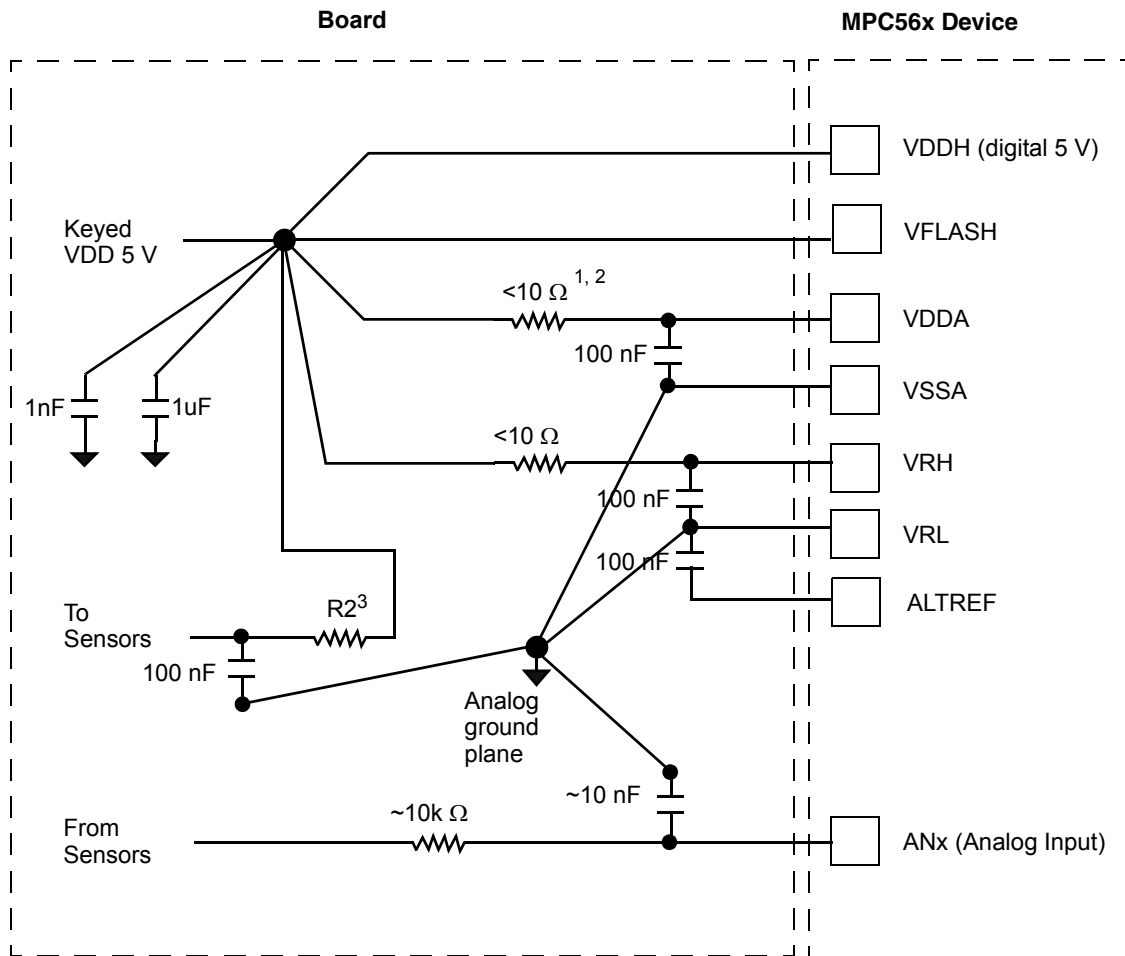 Board
MPC56x Device
VDDH (digital 5 V)
Keyed
VDD 5 V
VFLASH
<10 Ω 1, 2
VDDA
100 nF
VSSA
1nF
1uF
<10 Ω
VRH
100 nF
VRL
100 nF
ALTREF
To
Sensors
R2³
100 nF
Analog
ground
plane
~10 nF
~10k Ω
From
Sensors
ANx (Analog Input)